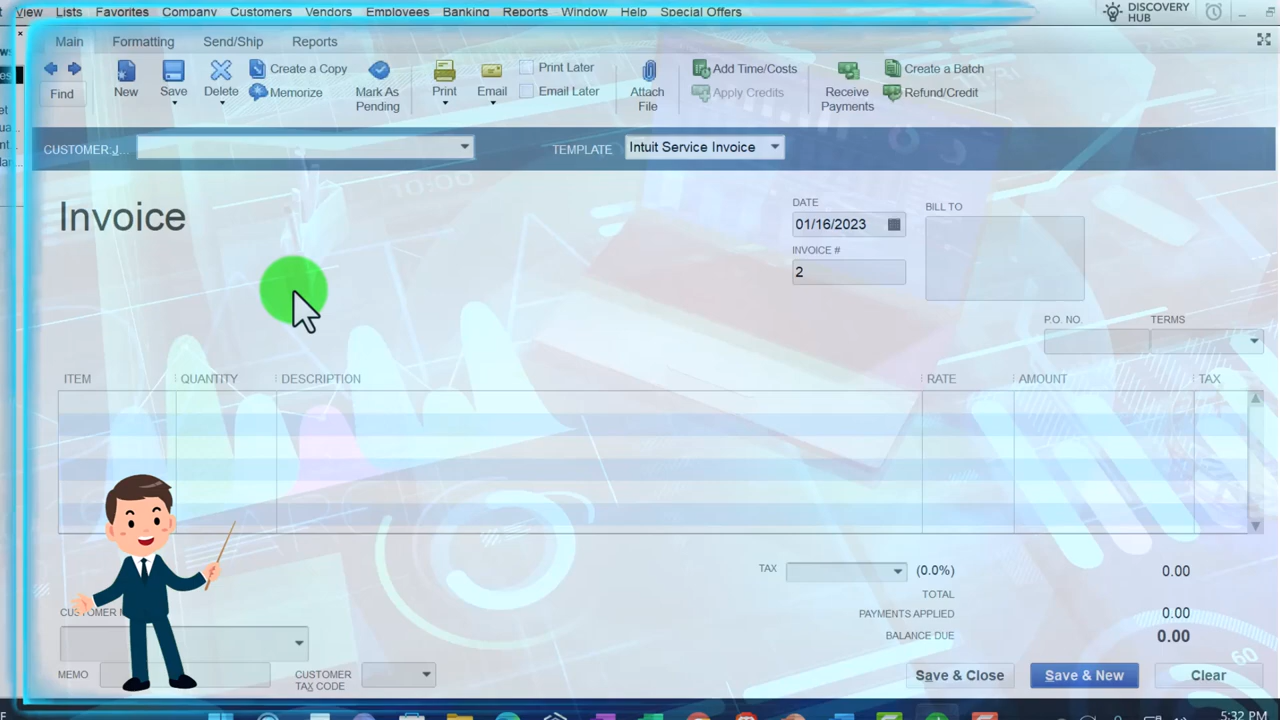 View Lists Favorites Company Customers Vendors Employees Banking Reports Window Help Special Offers
DISCOVERY
HUB
Main Formatting Send/Ship Reports
Find
New
Save
Delete
Create a Copy
Memorize
Mark As
Pending
Print
Email
Print Later
Email Later
Attach
File
Add Time/Costs
Apply Credits
Receive
Payments
Create a Batch
Refund/Credit
CUSTOMER:J... TEMPLATE Intuit Service Invoice
Invoice
DATE
01/16/2023
INVOICE #
2
BILL TO
P.O. NO. TERMS
ITEM QUANTITY DESCRIPTION RATE AMOUNT TAX
TAX (0.0%) 0.00
TOTAL
PAYMENTS APPLIED 0.00
BALANCE DUE 0.00
CUSTOMER
MEMO
CUSTOMER
TAX CODE
Save & Close Save & New Clear
60
5:32 PM